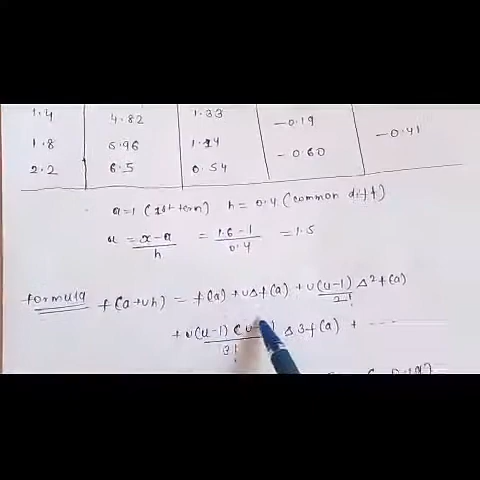 1.4 4.82 1.33
-0.19
1.8 5.96 1.14 -0.41
-0.60
2.2 6.5 0.54
a=1 (1st term) h= 0.4 (common diff)
u = x-a/h = 1.6-1/0.4 = 1.5
formula f(a+uh) = f(a) + uΔf(a) + u(u-1)/2! Δ²f(a)
+ u(u-1)(u- )/3! Δ3f(a) + ----